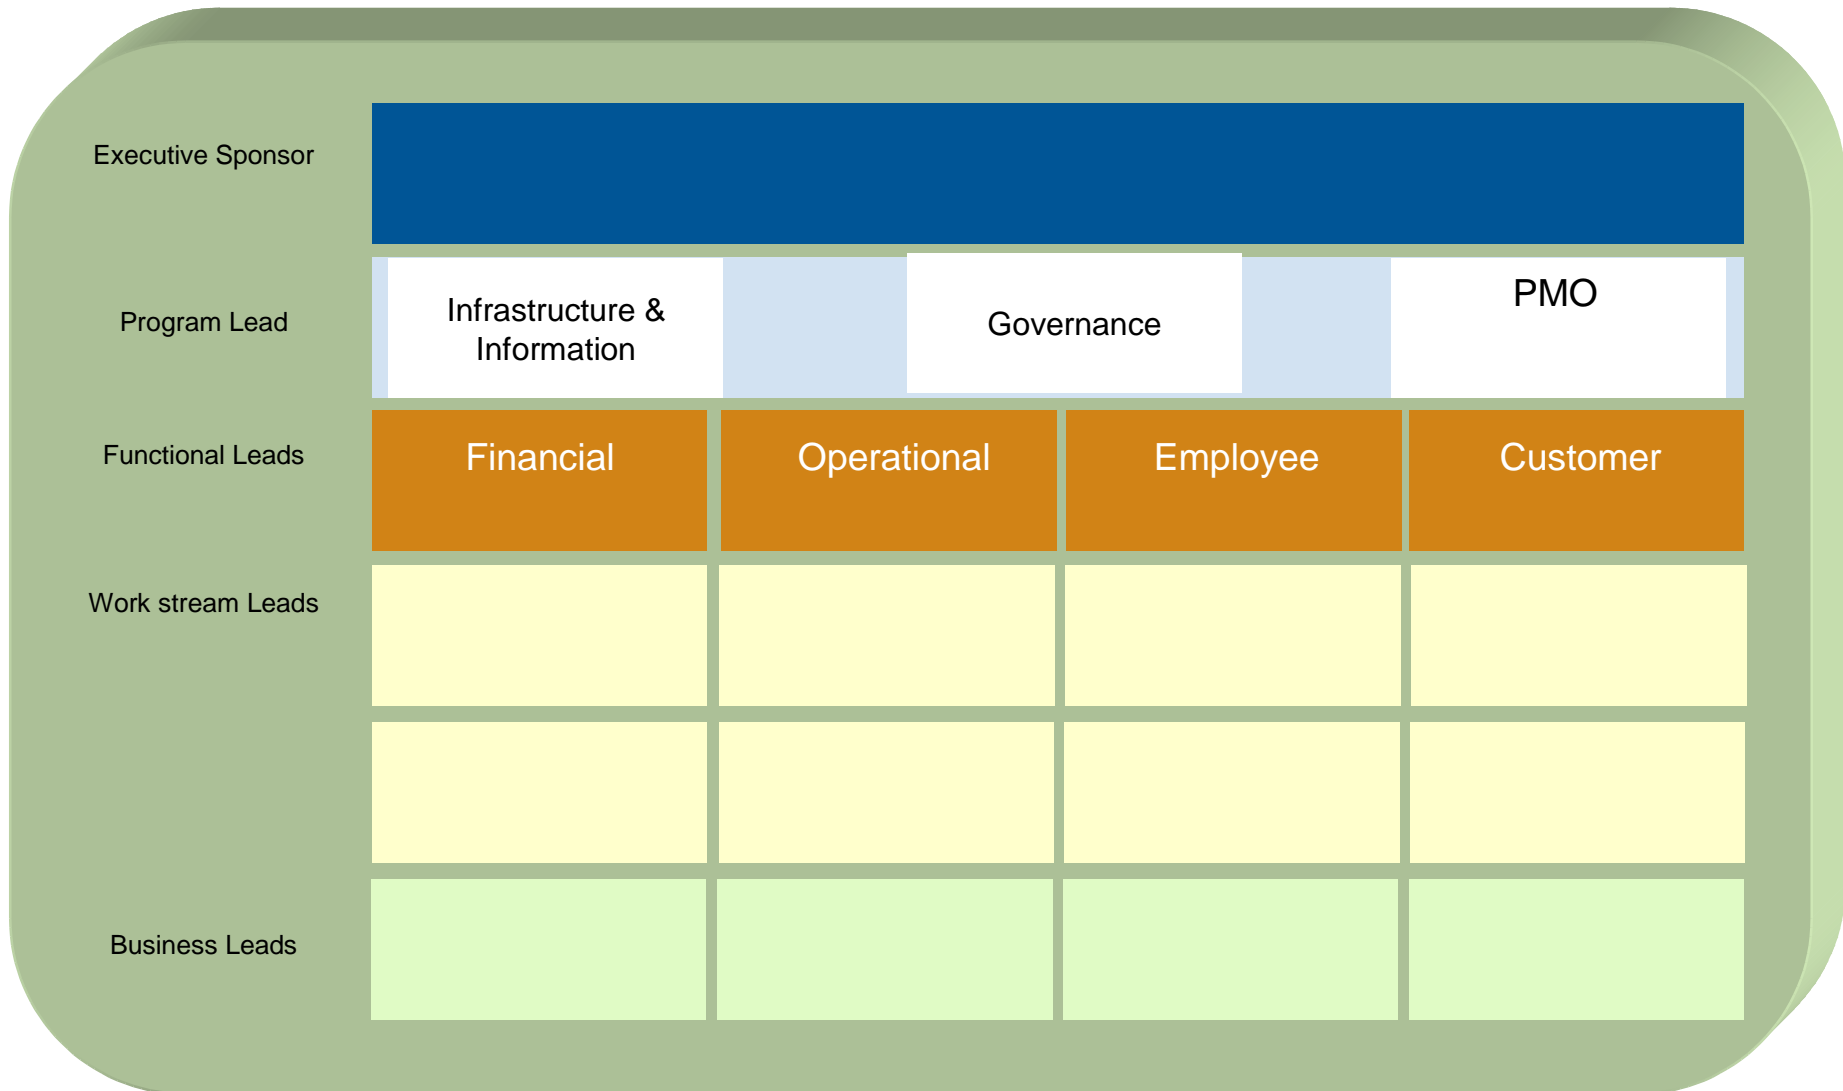 Executive Sponsor
Program Lead
Infrastructure &
Information
Governance
PMO
Functional Leads
Financial
Operational
Employee
Customer
Work stream Leads
Business Leads